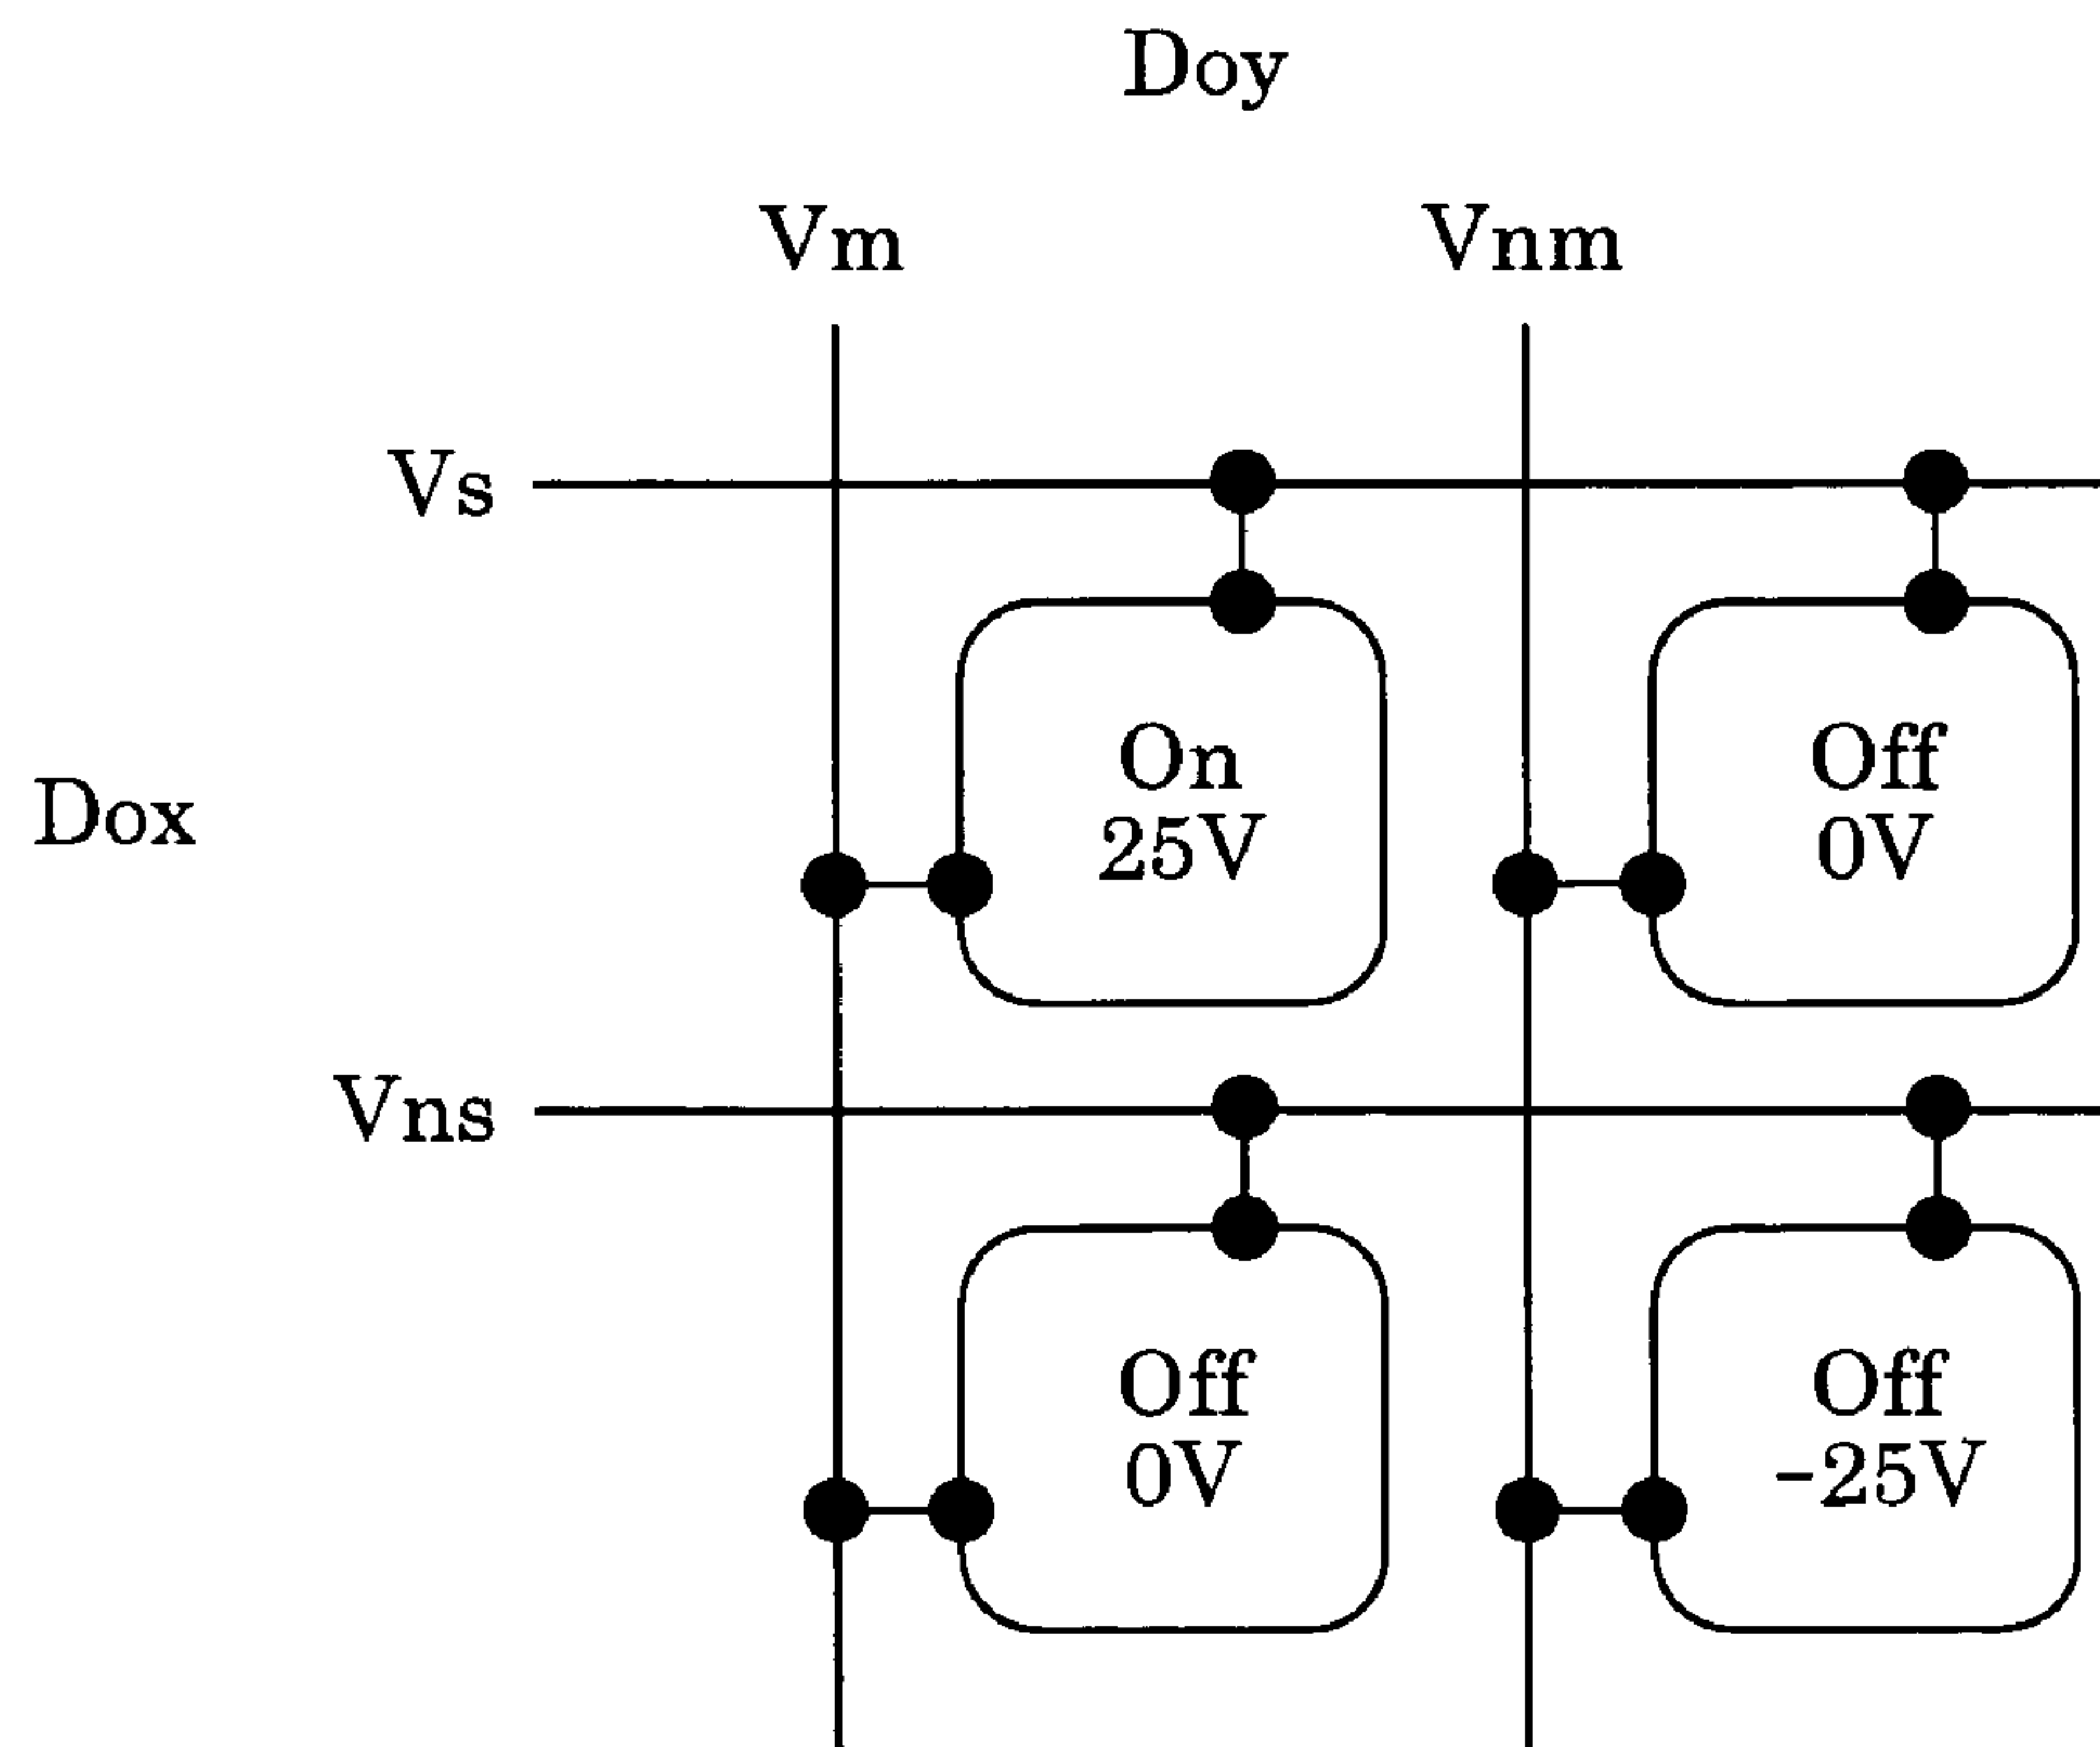 Doy
Vm Vnm
Vs
On Off
25V 0V
Dox
Vns
Off Off
0V -25V